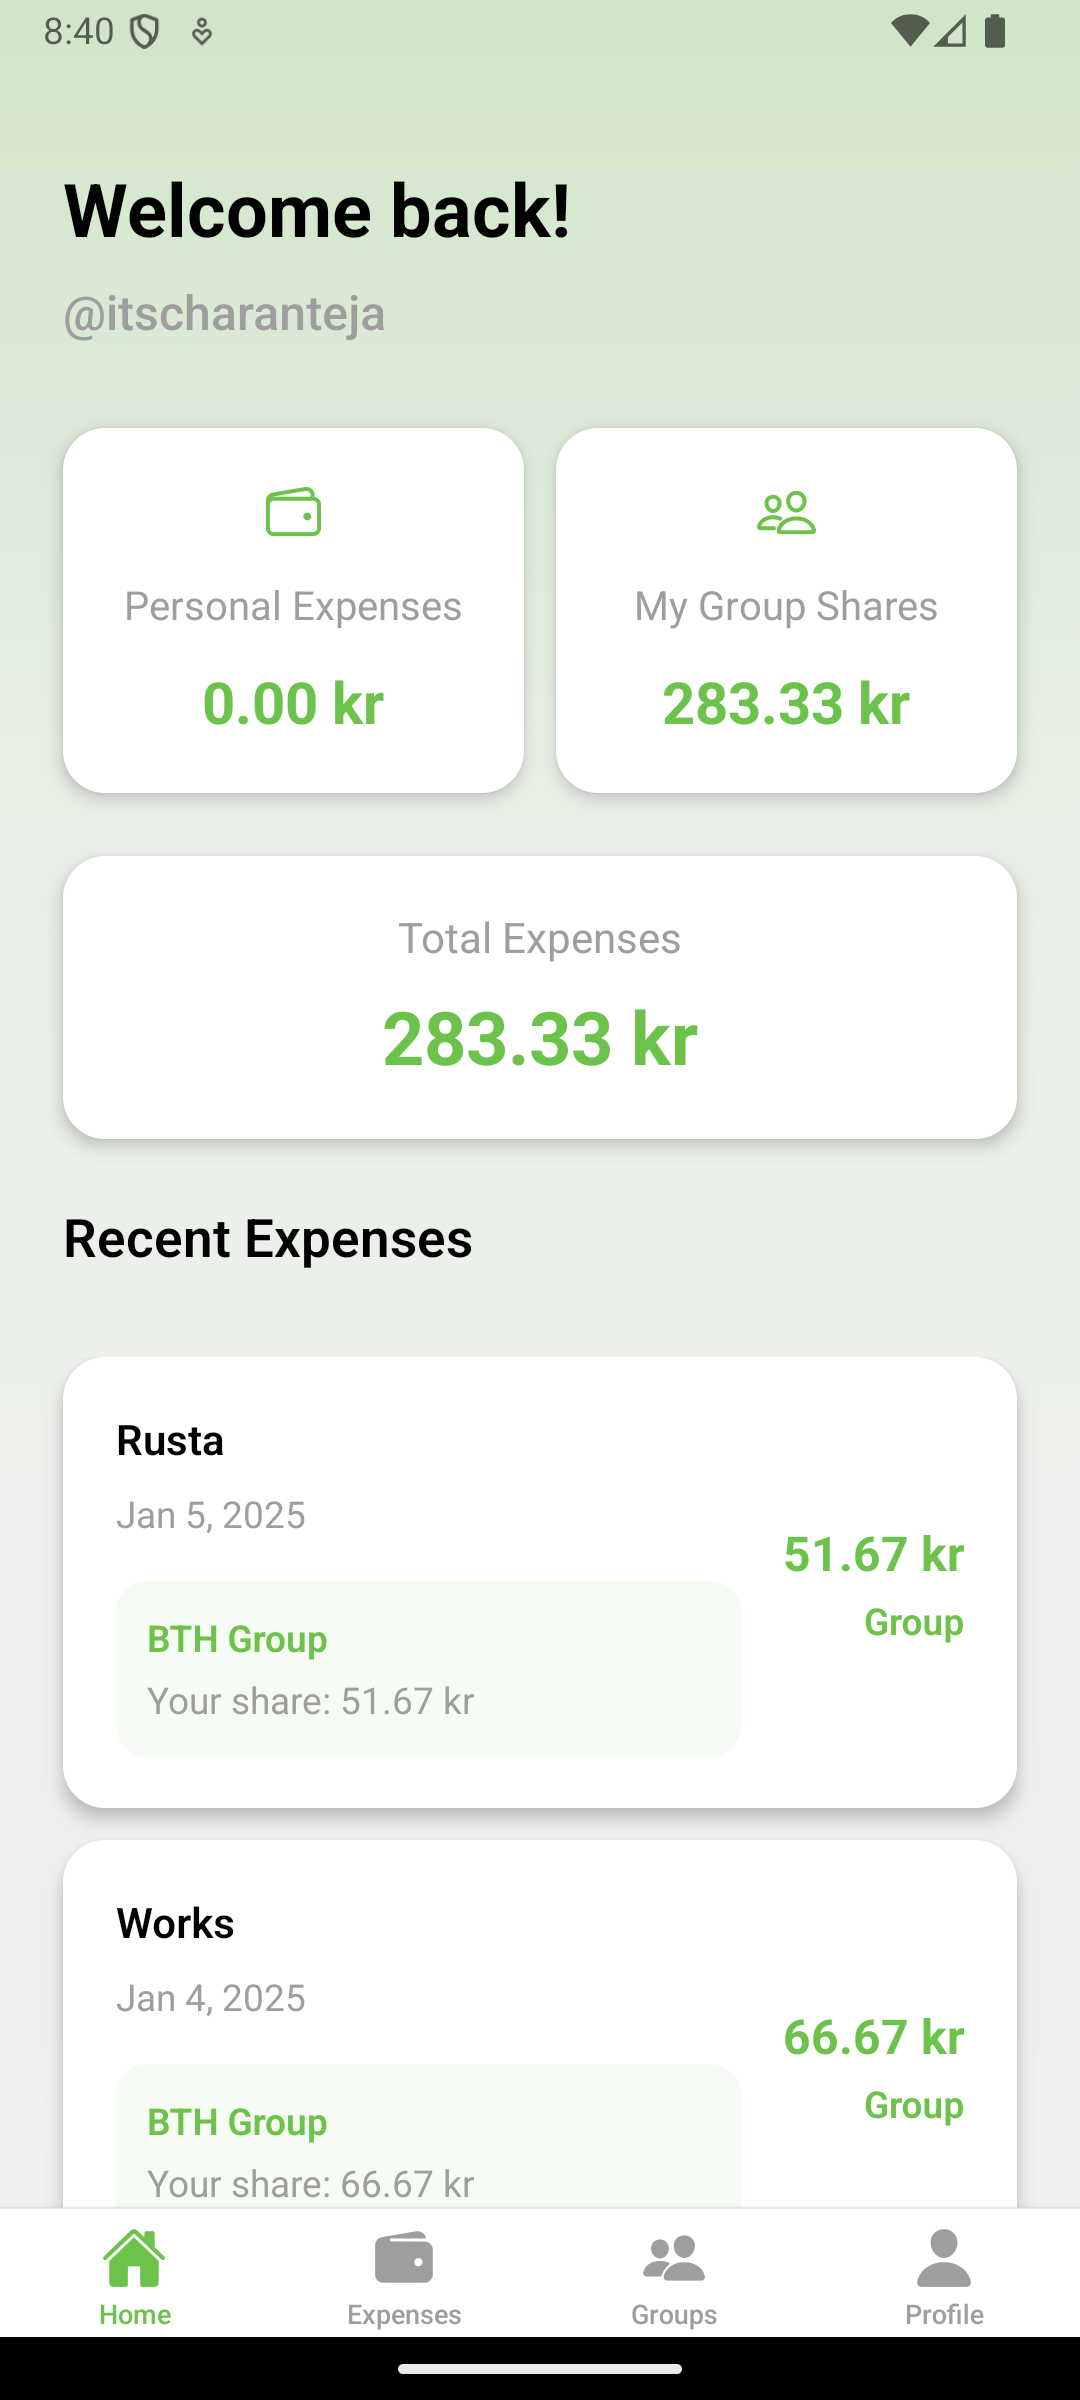 8:40
Welcome back!
@itscharanteja
Personal Expenses
0.00 kr
My Group Shares
283.33 kr
Total Expenses
283.33 kr
Recent Expenses
Rusta
Jan 5, 2025
51.67 kr
Group
BTH Group
Your share: 51.67 kr
Works
Jan 4, 2025
66.67 kr
Group
BTH Group
Your share: 66.67 kr
Home
Expenses
Groups
Profile